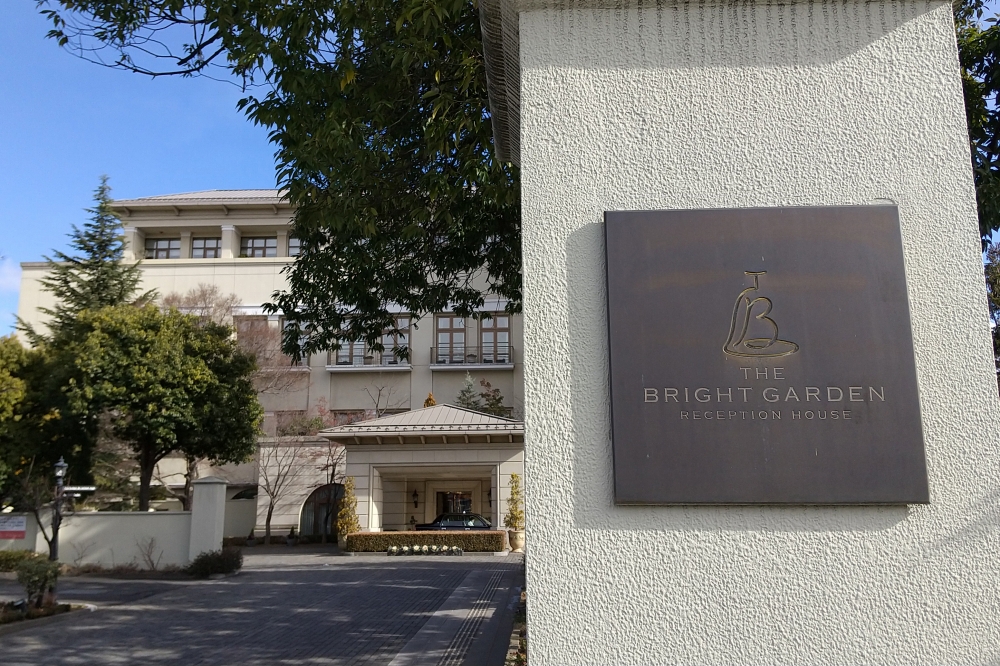 THE
BRIGHT GARDEN
RECEPTION HOUSE